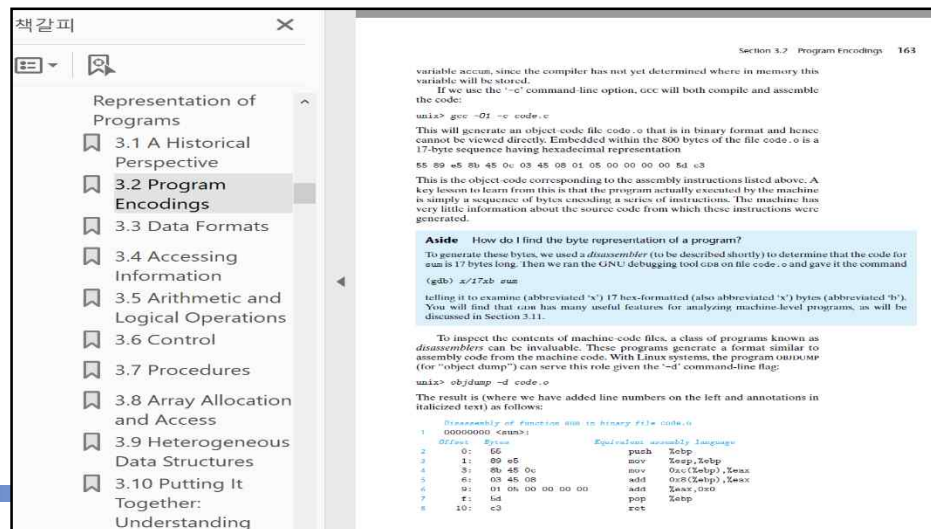 책갈피
Representation of
Programs
3.1 A Historical
Perspective
3.2 Program
Encodings
3.3 Data Formats
3.4 Accessing
Information
3.5 Arithmetic and
Logical Operations
3.6 Control
3.7 Procedures
3.8 Array Allocation
and Access
3.9 Heterogeneous
Data Structures
3.10 Putting It
Together:
Understanding
Section 3.2 Program Encodings 163
variable accum, since the compiler has not yet determined where in memory this
variable will be stored.
If we use the '-c' command-line option, GCC will both compile and assemble
the code:
unix> gcc -O1 -c code.c
This will generate an object-code file code.o that is in binary format and hence
cannot be viewed directly. Embedded within the 800 bytes of the file code.o is a
17-byte sequence having hexadecimal representation
55 89 e5 8b 45 0c 03 45 08 01 05 00 00 00 00 5d c3
This is the object-code corresponding to the assembly instructions listed above. A
key lesson to learn from this is that the program actually executed by the machine
is simply a sequence of bytes encoding a series of instructions. The machine has
very little information about the source code from which these instructions were
generated.
Aside How do I find the byte representation of a program?
To generate these bytes, we used a disassembler (to be described shortly) to determine that the code for
sum is 17 bytes long. Then we ran the GNU debugging tool GDB on file code.o and gave it the command
(gdb) x/17xb sum
telling it to examine (abbreviated 'x') 17 hex-formatted (also abbreviated 'x') bytes (abbreviated 'b').
You will find that GDB has many useful features for analyzing machine-level programs, as will be
discussed in Section 3.11.
To inspect the contents of machine-code files, a class of programs known as
disassemblers can be invaluable. These programs generate a format similar to
assembly code from the machine code. With Linux systems, the program OBJDUMP
(for "object dump") can serve this role given the '-d' command-line flag:
unix> objdump -d code.o
The result is (where we have added line numbers on the left and annotations in
italicized text) as follows:
Disassembly of function sum in binary file code.o
1 00000000 <sum>:
Offset Bytes Equivalent assembly language
2 0: 55 push %ebp
3 1: 89 e5 mov %esp,%ebp
4 3: 8b 45 0c mov 0xc(%ebp),%eax
5 6: 03 45 08 add 0x8(%ebp),%eax
6 9: 01 05 00 00 00 00 add %eax,0x0
7 f: 5d pop %ebp
8 10: c3 ret